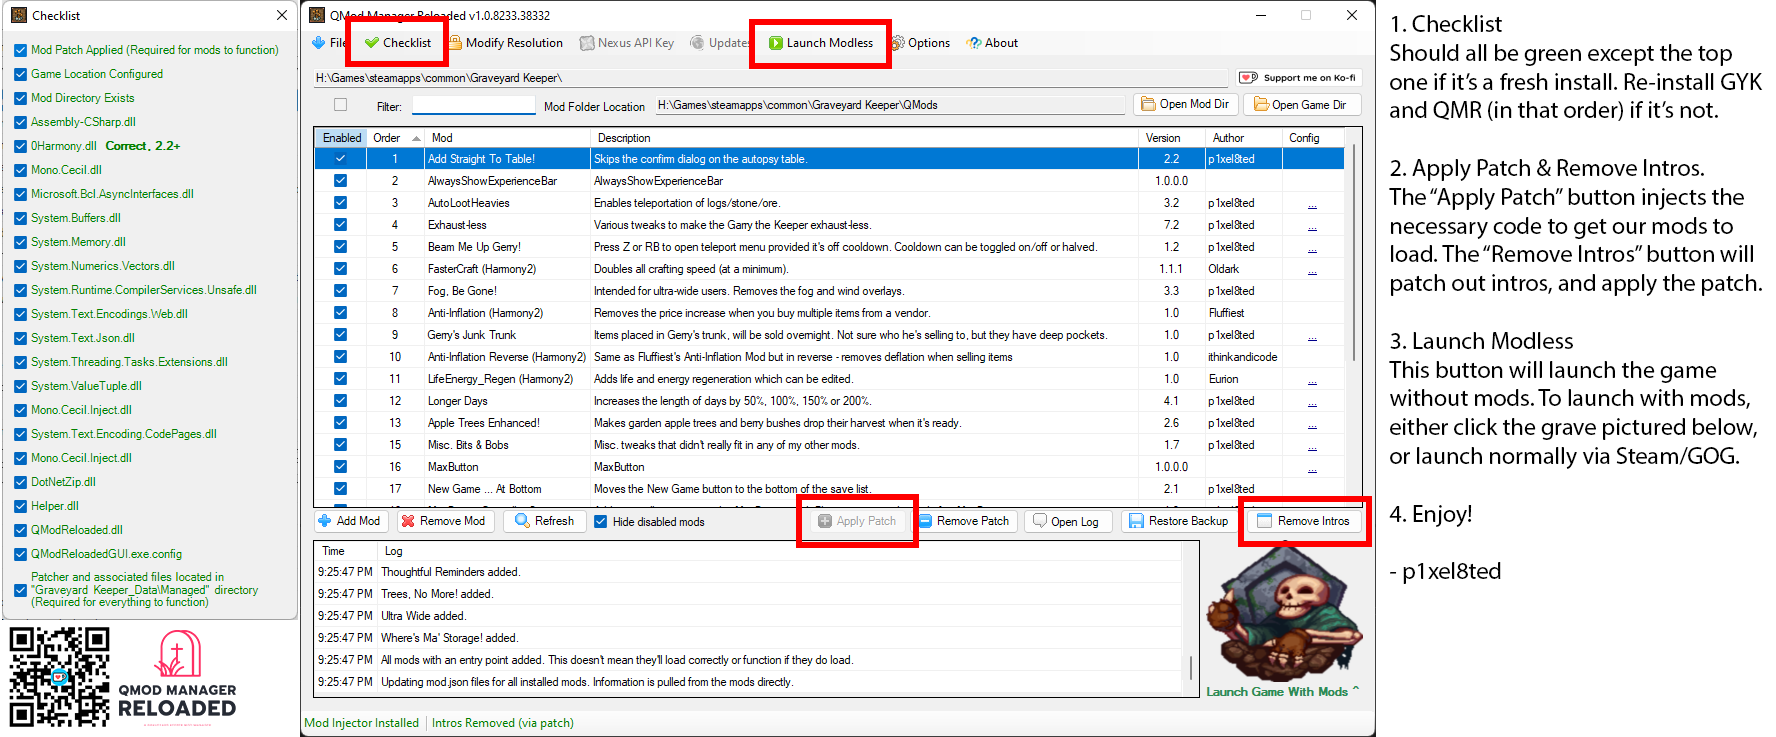 Checklist
Mod Patch Applied (Required for mods to function)
Game Location Configured
Mod Directory Exists
Assembly-CSharp.dll
0Harmony.dll Correct, 2.2+
Mono.Cecil.dll
Microsoft.Bcl.AsyncInterfaces.dll
System.Buffers.dll
System.Memory.dll
System.Numerics.Vectors.dll
System.Runtime.CompilerServices.Unsafe.dll
System.Text.Encodings.Web.dll
System.Text.Json.dll
System.Threading.Tasks.Extensions.dll
System.ValueTuple.dll
Mono.Cecil.Inject.dll
System.Text.Encoding.CodePages.dll
Mono.Cecil.Inject.dll
DotNetZip.dll
Helper.dll
QModReloaded.dll
QModReloadedGUI.exe.config
Patcher and associated files located in
"Graveyard Keeper_Data\Managed" directory
(Required for everything to function)
QMOD MANAGER
RELOADED
QMod Manager Reloaded v1.0.8233.38332
File Checklist Modify Resolution Nexus API Key Updates Launch Modless Options About
H:\Games\steamapps\common\Graveyard Keeper\ Support me on Ko-fi
Filter: Mod Folder Location H:\Games\steamapps\common\Graveyard Keeper\QMods Open Mod Dir Open Game Dir
Enabled Order Mod Description Version Author Config
1 Add Straight To Table! Skips the confirm dialog on the autopsy table. 2.2 p1xel8ted
2 AlwaysShowExperienceBar AlwaysShowExperienceBar 1.0.0.0
3 AutoLootHeavies Enables teleportation of logs/stone/ore. 3.2 p1xel8ted ...
4 Exhaust-less Various tweaks to make the Garry the Keeper exhaust-less. 7.2 p1xel8ted ...
5 Beam Me Up Gerry! Press Z or RB to open teleport menu provided it's off cooldown. Cooldown can be toggled on/off or halved. 1.2 p1xel8ted ...
6 FasterCraft (Harmony2) Doubles all crafting speed (at a minimum). 1.1.1 Oldark ...
7 Fog, Be Gone! Intended for ultra-wide users. Removes the fog and wind overlays. 3.3 p1xel8ted
8 Anti-Inflation (Harmony2) Removes the price increase when you buy multiple items from a vendor. 1.0 Fluffiest
9 Gerry's Junk Trunk Items placed in Gerry's trunk, will be sold overnight. Not sure who he's selling to, but they have deep pockets. 1.0 p1xel8ted ...
10 Anti-Inflation Reverse (Harmony2) Same as Fluffiest's Anti-Inflation Mod but in reverse - removes deflation when selling items 1.0 ithinkandicode
11 LifeEnergy_Regen (Harmony2) Adds life and energy regeneration which can be edited. 1.0 Eurion ...
12 Longer Days Increases the length of days by 50%, 100%, 150% or 200%. 4.1 p1xel8ted ...
13 Apple Trees Enhanced! Makes garden apple trees and berry bushes drop their harvest when it's ready. 2.6 p1xel8ted ...
15 Misc. Bits & Bobs Misc. tweaks that didn't really fit in any of my other mods. 1.7 p1xel8ted ...
16 MaxButton MaxButton 1.0.0.0 ...
17 New Game ... At Bottom Moves the New Game button to the bottom of the save list. 2.1 p1xel8ted
Add Mod Remove Mod Refresh Hide disabled mods Apply Patch Remove Patch Open Log Restore Backup Remove Intros
Time Log
9:25:47 PM Thoughtful Reminders added.
9:25:47 PM Trees, No More! added.
9:25:47 PM Ultra Wide added.
9:25:47 PM Where's Ma' Storage! added.
9:25:47 PM All mods with an entry point added. This doesn't mean they'll load correctly or function if they do load.
9:25:47 PM Updating mod.json files for all installed mods. Information is pulled from the mods directly.
Launch Game With Mods ^
Mod Injector Installed Intros Removed (via patch)
1. Checklist
Should all be green except the top
one if it's a fresh install. Re-install GYK
and QMR (in that order) if it's not.
2. Apply Patch & Remove Intros.
The “Apply Patch” button injects the
necessary code to get our mods to
load. The “Remove Intros” button will
patch out intros, and apply the patch.
3. Launch Modless
This button will launch the game
without mods. To launch with mods,
either click the grave pictured below,
or launch normally via Steam/GOG.
4. Enjoy!
- p1xel8ted